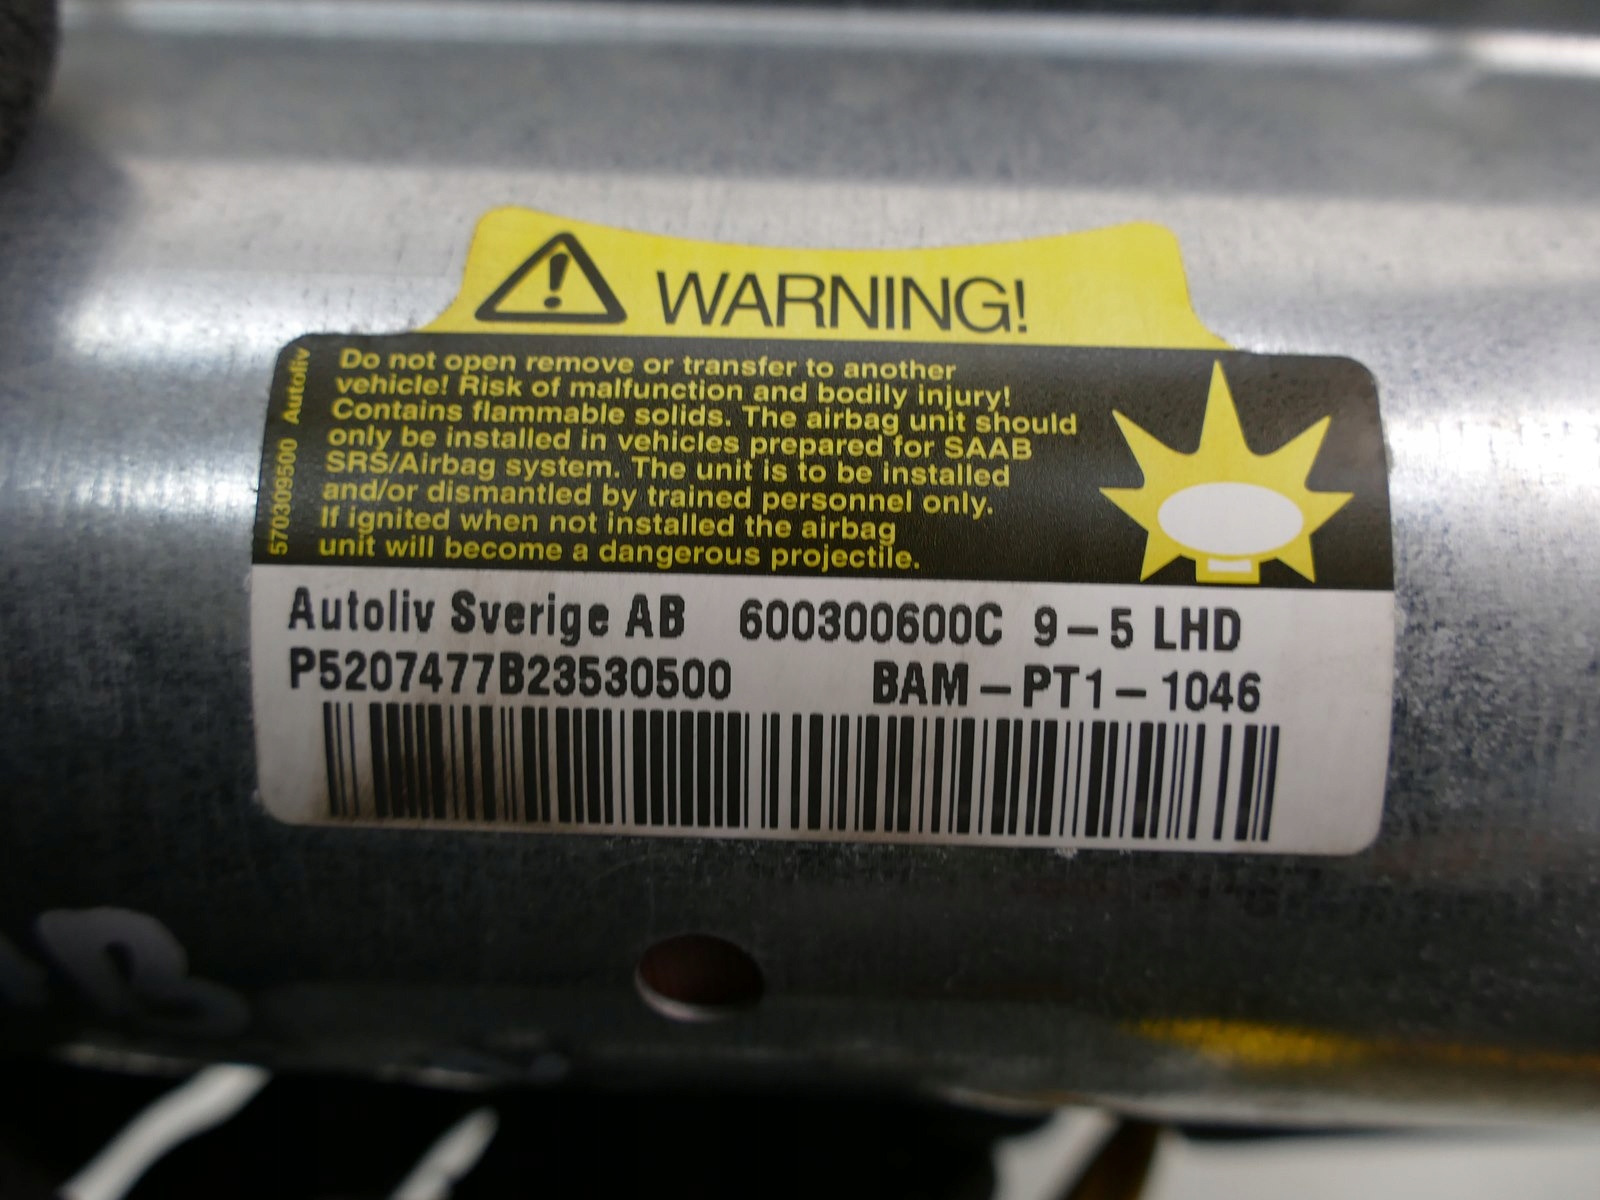 WARNING!
570309500 Autoliv
Do not open remove or transfer to another
vehicle! Risk of malfunction and bodily injury!
Contains flammable solids. The airbag unit should
only be installed in vehicles prepared for SAAB
SRS/Airbag system. The unit is to be installed
and/or dismantled by trained personnel only.
If ignited when not installed the airbag
unit will become a dangerous projectile.
Autoliv Sverige AB 600300600C 9-5 LHD
P5207477B23530500 BAM-PT1-1046